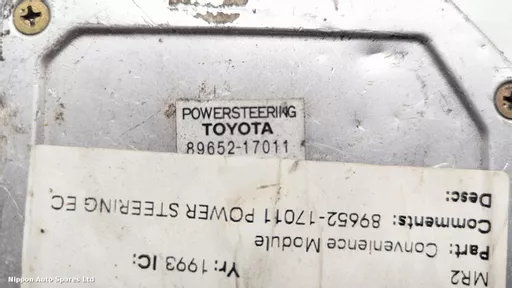 POWERSTEERING
TOYOTA
89652-17011
MR2
Yr: 1993 IC:
Part: Convenience Module
Comments: 89652-17011 POWER STEERING EC
Desc:
Nippon Auto Spares Ltd